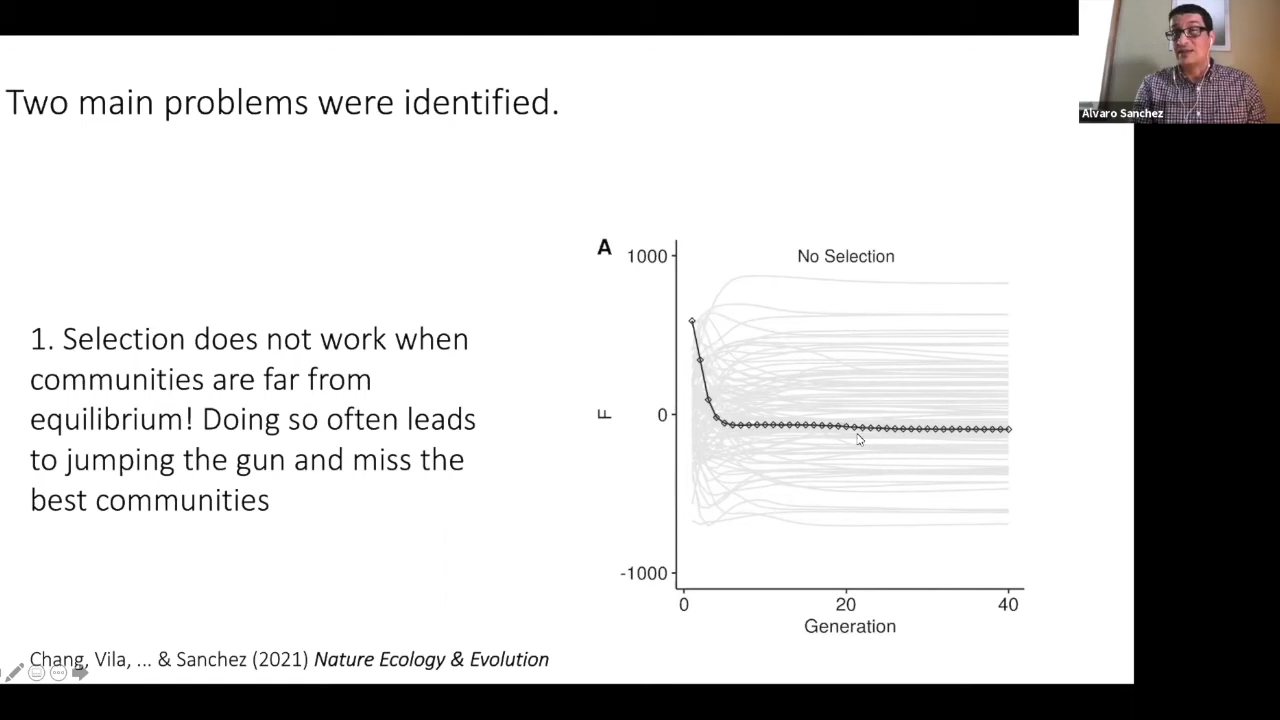 Two main problems were identified.
Alvaro Sanchez
1. Selection does not work when
communities are far from
equilibrium! Doing so often leads
to jumping the gun and miss the
best communities
A
No Selection
1000
0
-1000
F
0 20 40
Generation
Chang, Vila, ... & Sanchez (2021) Nature Ecology & Evolution